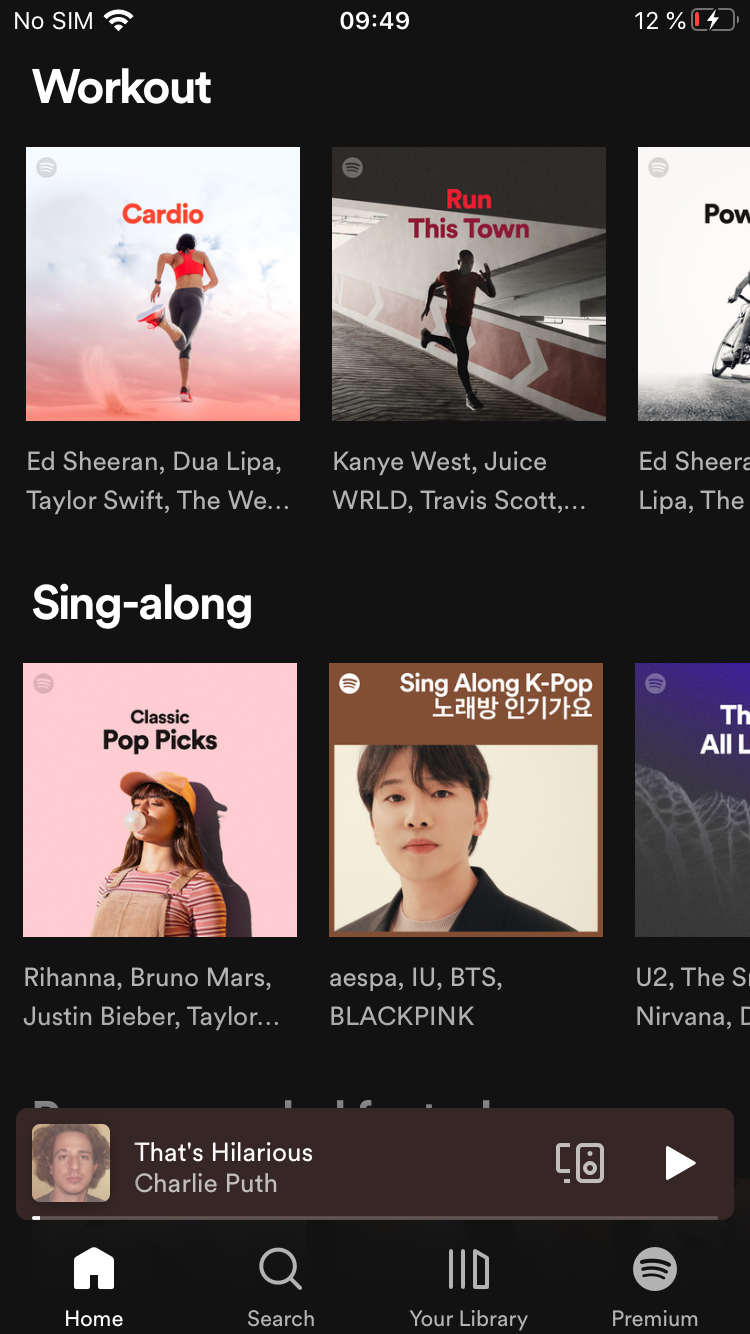 No SIM 09:49 12 %
Workout
Cardio
Run
This Town
Pow
Ed Sheeran, Dua Lipa,
Taylor Swift, The We...
Kanye West, Juice
WRLD, Travis Scott,...
Ed Sheera
Lipa, The
Sing-along
Classic
Pop Picks
Sing Along K-Pop
노래방 인기가요
Th
All L
Rihanna, Bruno Mars,
Justin Bieber, Taylor...
aespa, IU, BTS,
BLACKPINK
U2, The S
Nirvana, D
That's Hilarious
Charlie Puth
Home Search Your Library Premium